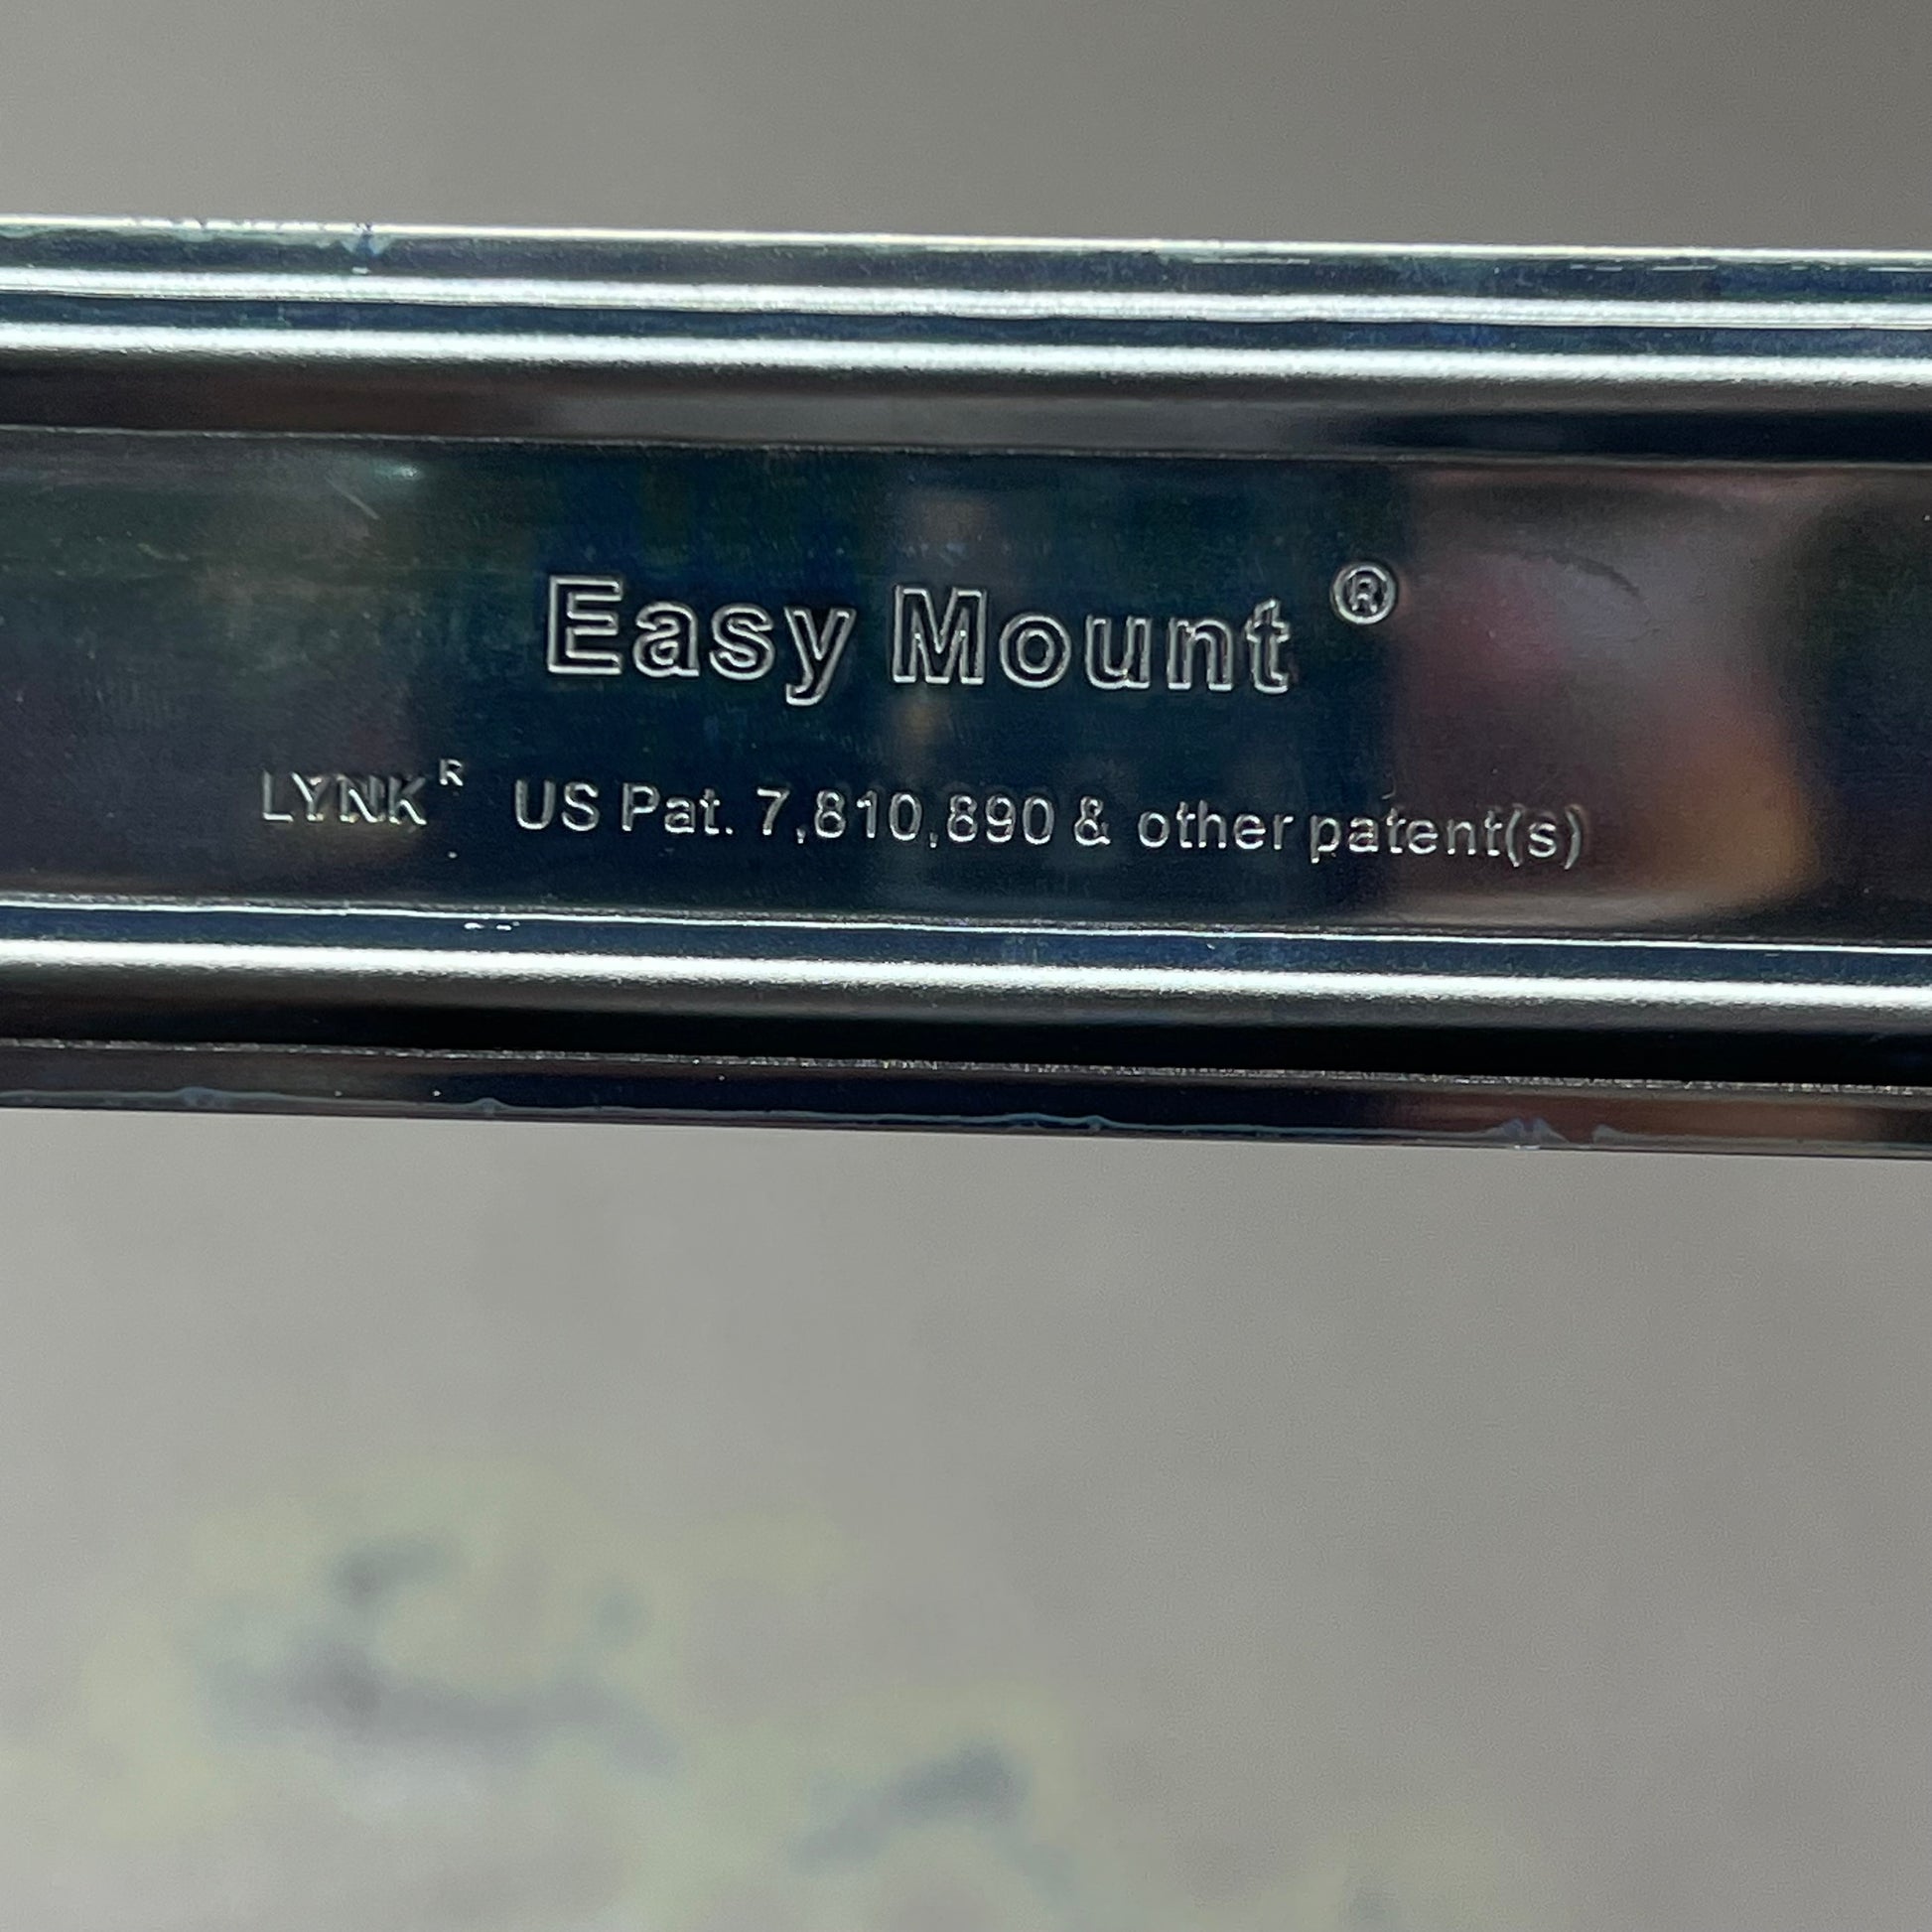 Easy Mount ®
LYNK R US Pat. 7,810,890 & other patent(s)